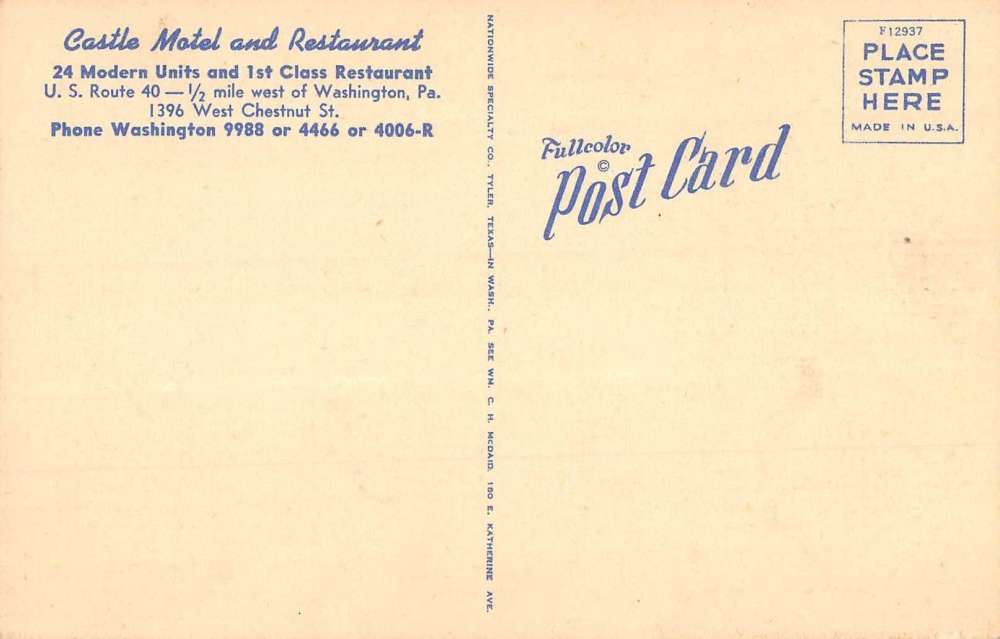 Castle Motel and Restaurant
24 Modern Units and 1st Class Restaurant
U. S. Route 40 — 1/2 mile west of Washington, Pa.
1396 West Chestnut St.
Phone Washington 9988 or 4466 or 4006-R
NATIONWIDE SPECIALTY CO., TYLER, TEXAS—IN WASH., PA. SEE WM. C. H. McDAID, 180 E. KATHERINE AVE.
Fullcolor
©
Post Card
F12937
PLACE
STAMP
HERE
MADE IN U.S.A.